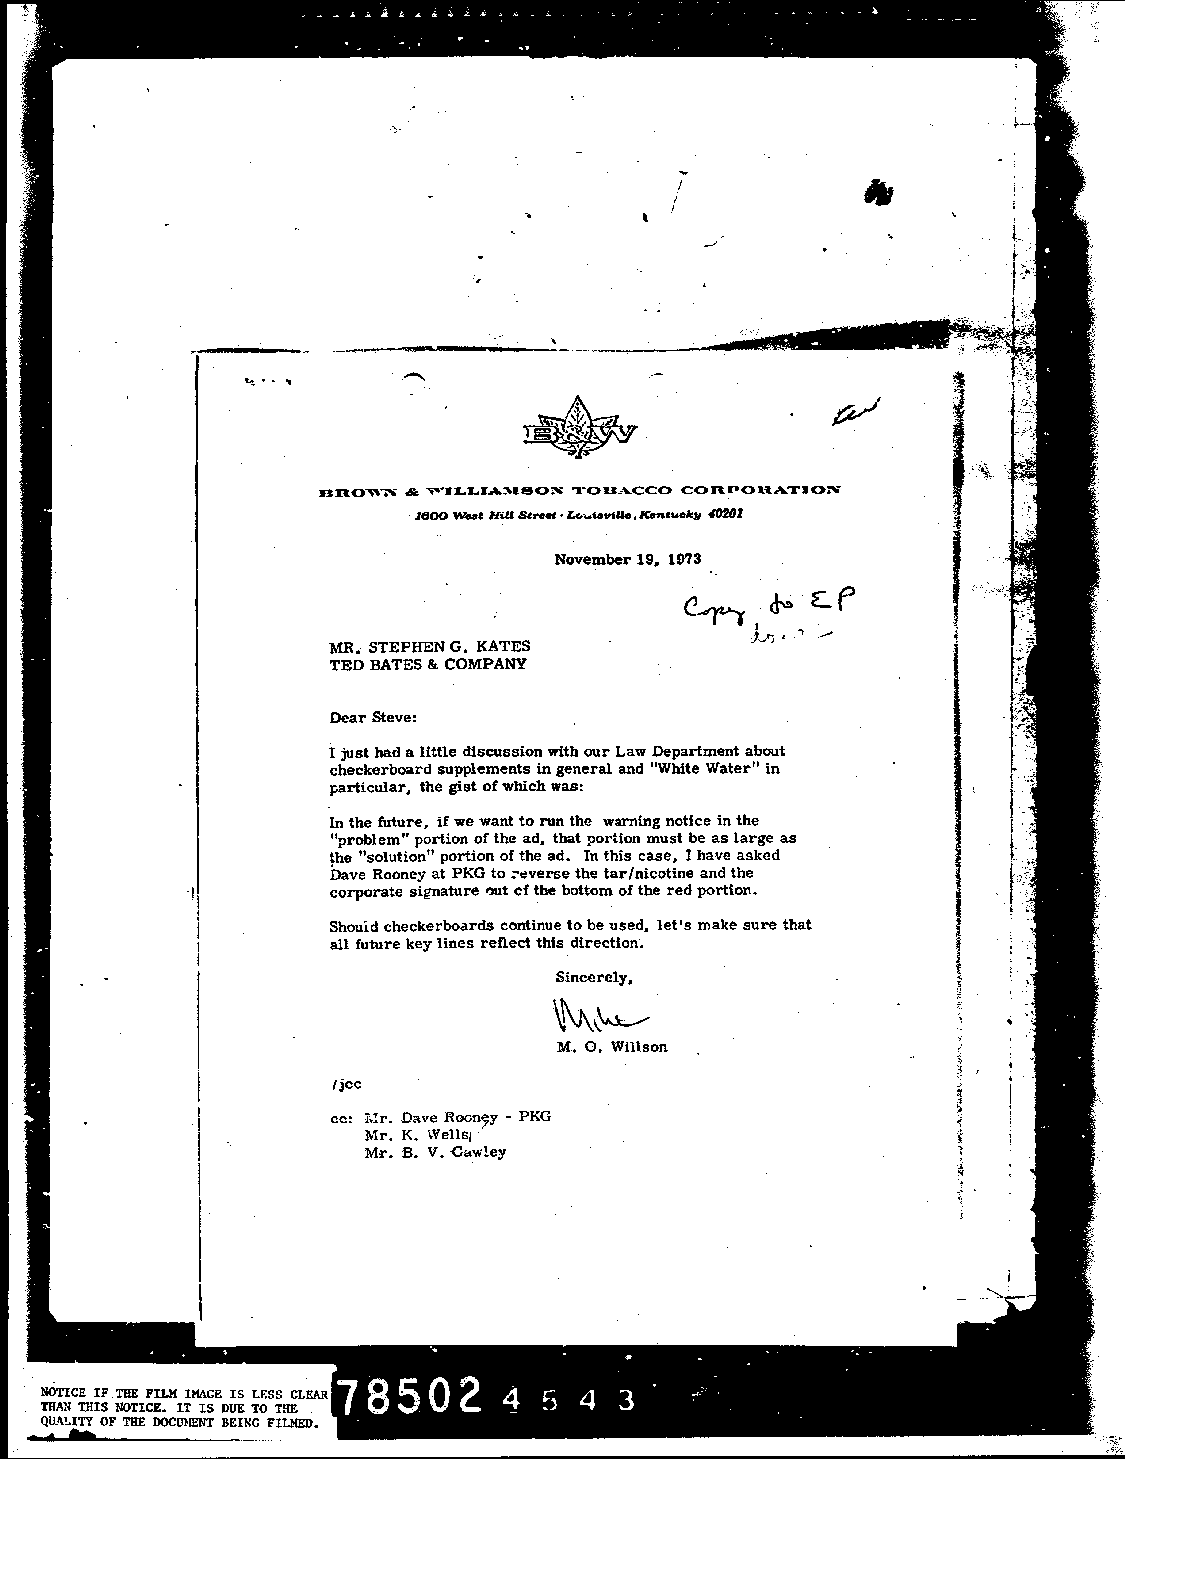 B&W
BROWN & WILLIAMSON TOBACCO CORPORATION
1600 West Hill Street · Louisville, Kentucky 40201
November 19, 1973
Copy to EP
MR. STEPHEN G. KATES
TED BATES & COMPANY
Dear Steve:
I just had a little discussion with our Law Department about
checkerboard supplements in general and "White Water" in
particular, the gist of which was:
In the future, if we want to run the warning notice in the
"problem" portion of the ad, that portion must be as large as
the "solution" portion of the ad. In this case, I have asked
Dave Rooney at PKG to reverse the tar/nicotine and the
corporate signature out of the bottom of the red portion.
Should checkerboards continue to be used, let's make sure that
all future key lines reflect this direction.
Sincerely,
Mike
M. O. Willson
/jcc
cc: Mr. Dave Rooney - PKG
Mr. K. Wells
Mr. B. V. Cawley
NOTICE IF THE FILM IMAGE IS LESS CLEAR
THAN THIS NOTICE. IT IS DUE TO THE
QUALITY OF THE DOCUMENT BEING FILMED.
78502 4543